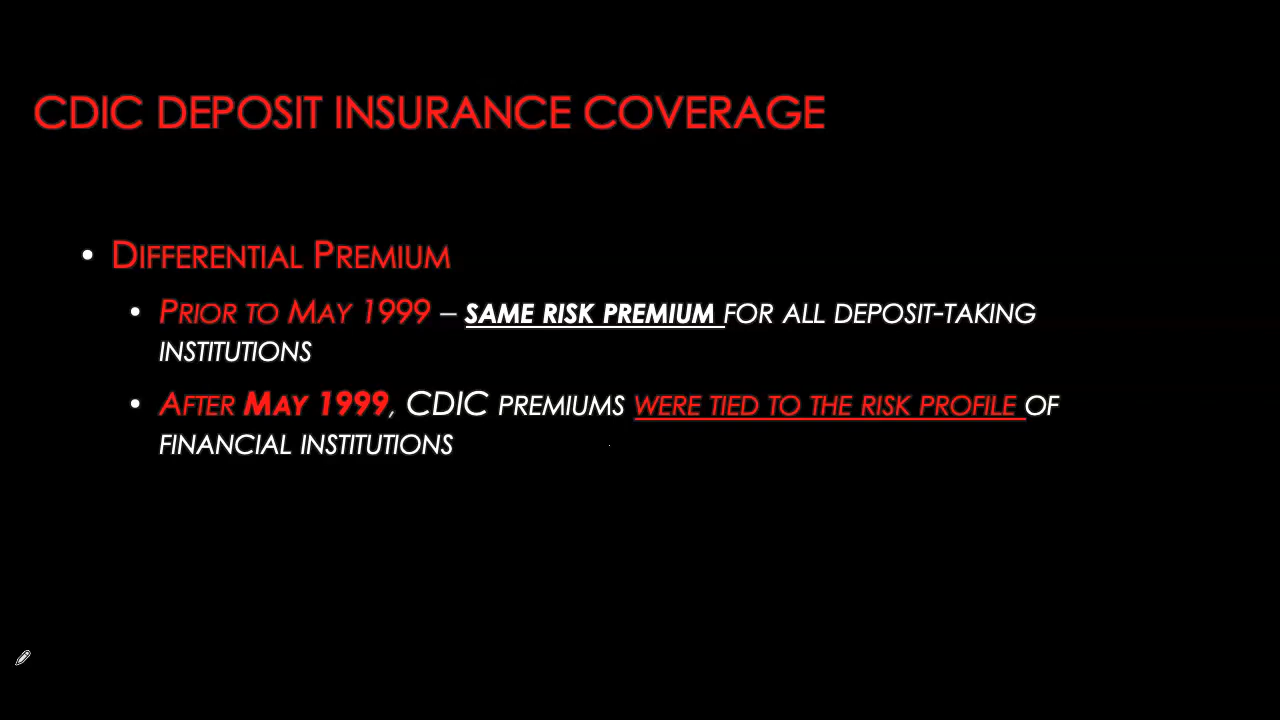 CDIC DEPOSIT INSURANCE COVERAGE
• DIFFERENTIAL PREMIUM
• PRIOR TO MAY 1999 – SAME RISK PREMIUM FOR ALL DEPOSIT-TAKING
INSTITUTIONS
• AFTER MAY 1999, CDIC PREMIUMS WERE TIED TO THE RISK PROFILE OF
FINANCIAL INSTITUTIONS